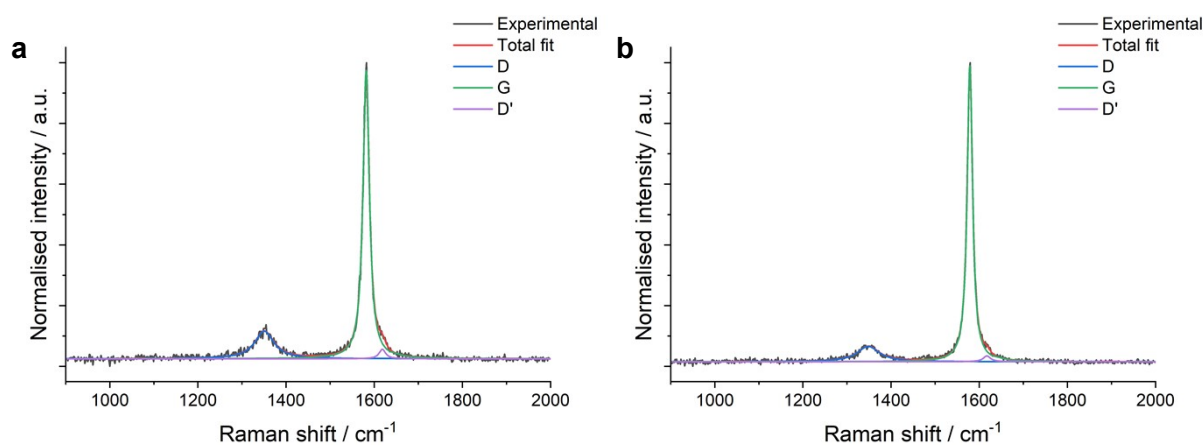 a
Experimental
Total fit
D
G
D'
Normalised intensity / a.u.
1000 1200 1400 1600 1800 2000
Raman shift / cm⁻¹
b
Experimental
Total fit
D
G
D'
Normalised intensity / a.u.
1000 1200 1400 1600 1800 2000
Raman shift / cm⁻¹